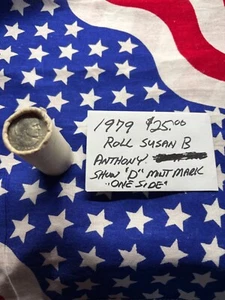 1979 $25.00
ROLL SUSAN B
ANTHONY
SHOW "D" MINT MARK
"ONE SIDE"